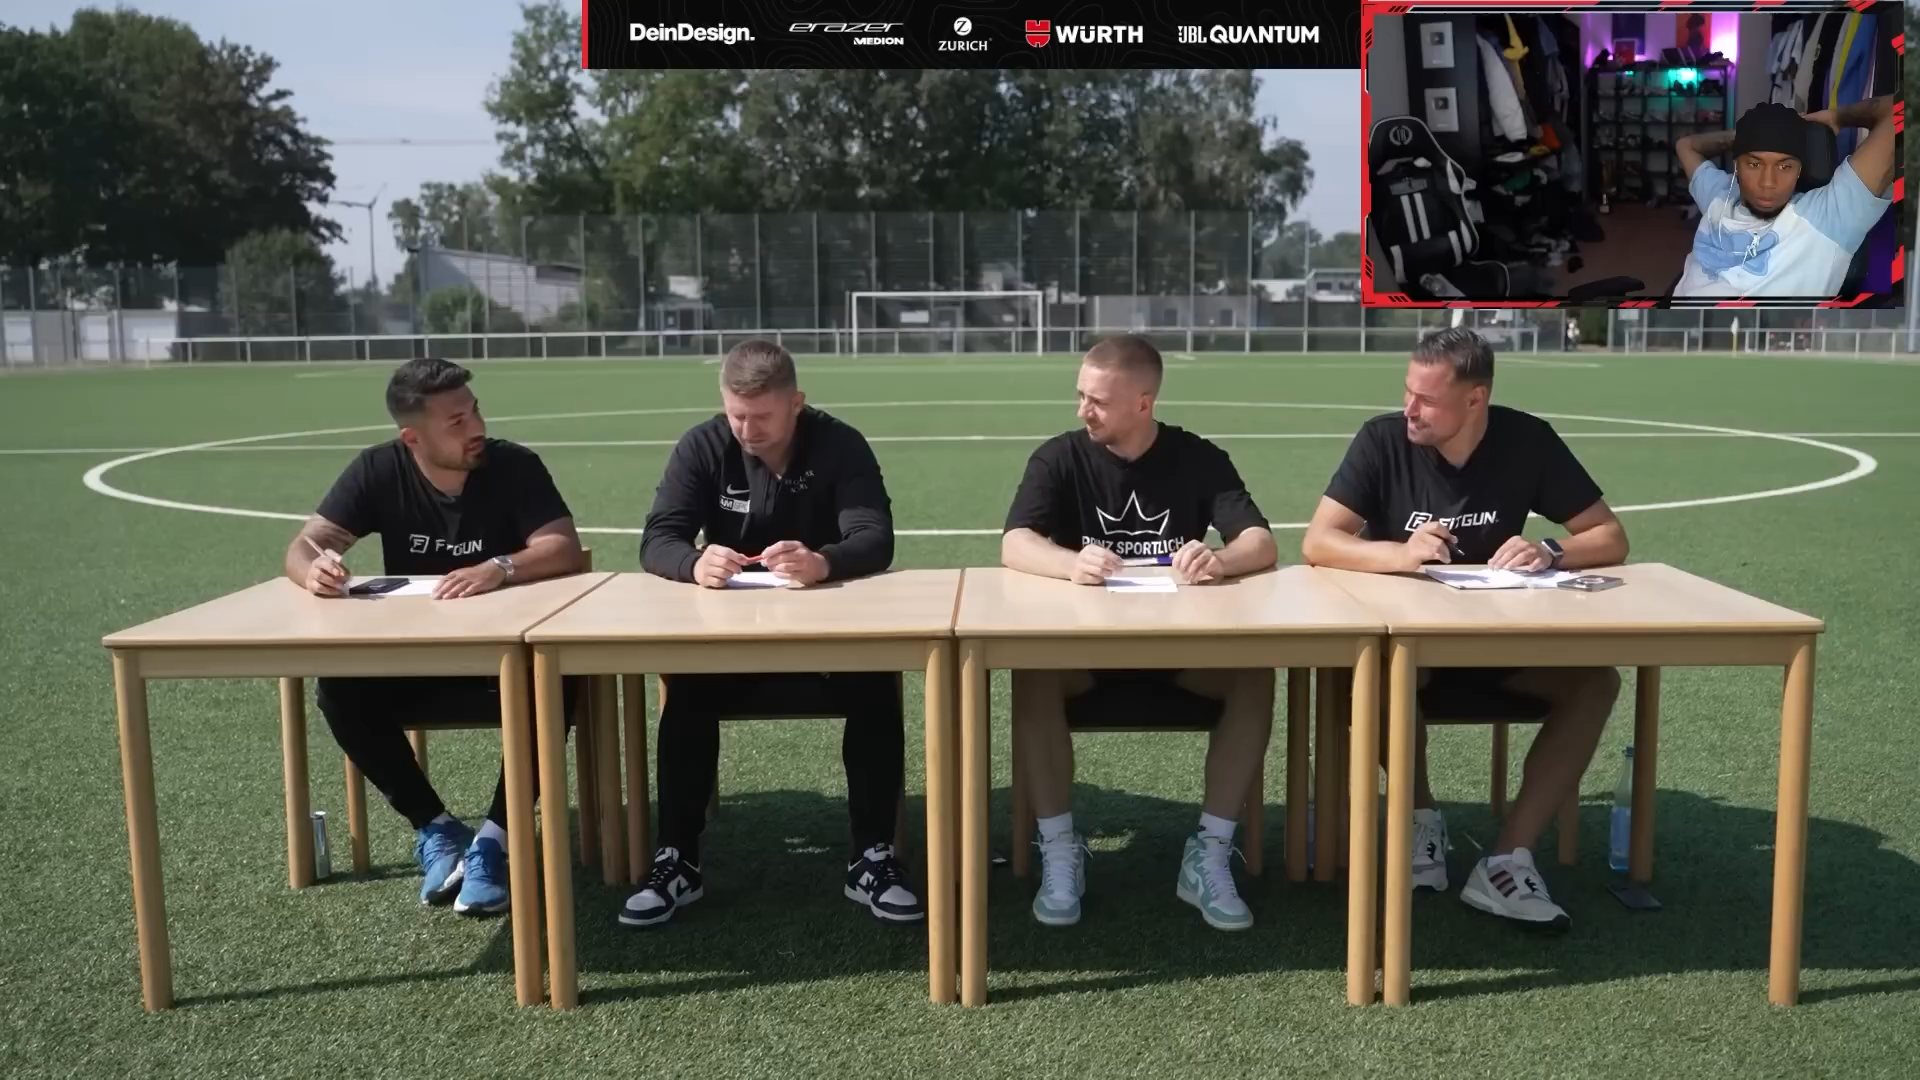 DeinDesign.
erazer
MEDION
Z
ZURICH
WÜRTH
JBL QUANTUM
FITGUN.
PRINZ SPORTLICH
FITGUN.